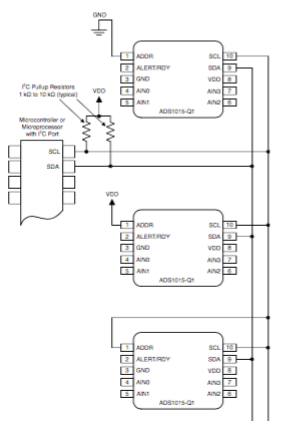 GND
1 ADDR SCL 10
2 ALERT/RDY SDA 9
3 GND VDD 8
4 AIN0 AIN3 7
5 AIN1 AIN2 6
ADS1015-Q1
I²C Pullup Resistors
1 kΩ to 10 kΩ (typical)
VDD
Microcontroller or
Microprocessor
with I²C Port
SCL
SDA
VDD
1 ADDR SCL 10
2 ALERT/RDY SDA 9
3 GND VDD 8
4 AIN0 AIN3 7
5 AIN1 AIN2 6
ADS1015-Q1
1 ADDR SCL 10
2 ALERT/RDY SDA 9
3 GND VDD 8
4 AIN0 AIN3 7
5 AIN1 AIN2 6
ADS1015-Q1